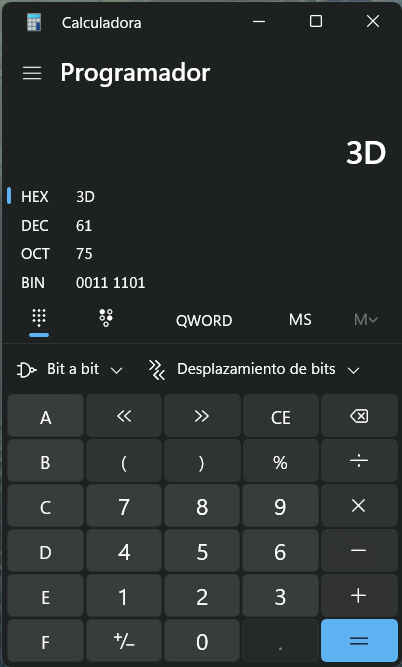 Calculadora
Programador
3D
HEX 3D
DEC 61
OCT 75
BIN 0011 1101
QWORD MS M
Bit a bit Desplazamiento de bits
A << >> CE
B ( ) % ÷
C 7 8 9 ×
D 4 5 6 −
E 1 2 3 +
F +/− 0 . =